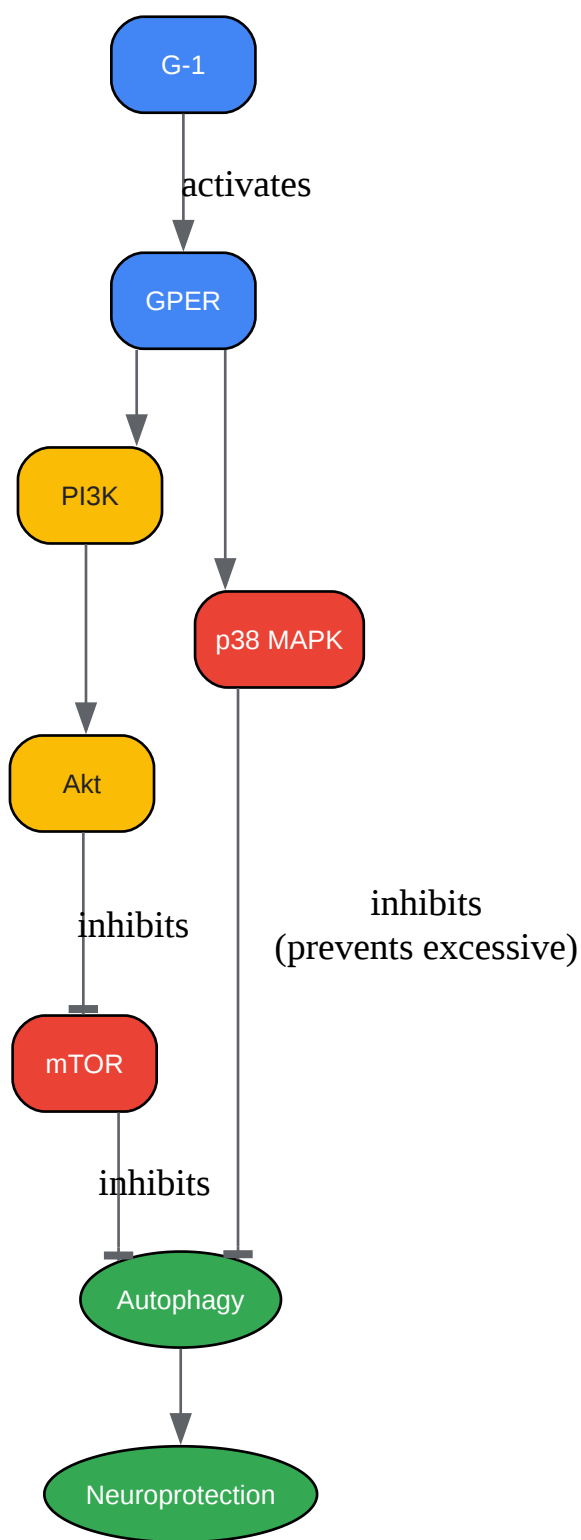 G-1
activates
GPER
PI3K
p38 MAPK
Akt
inhibits
inhibits
(prevents excessive)
mTOR
inhibits
Autophagy
Neuroprotection